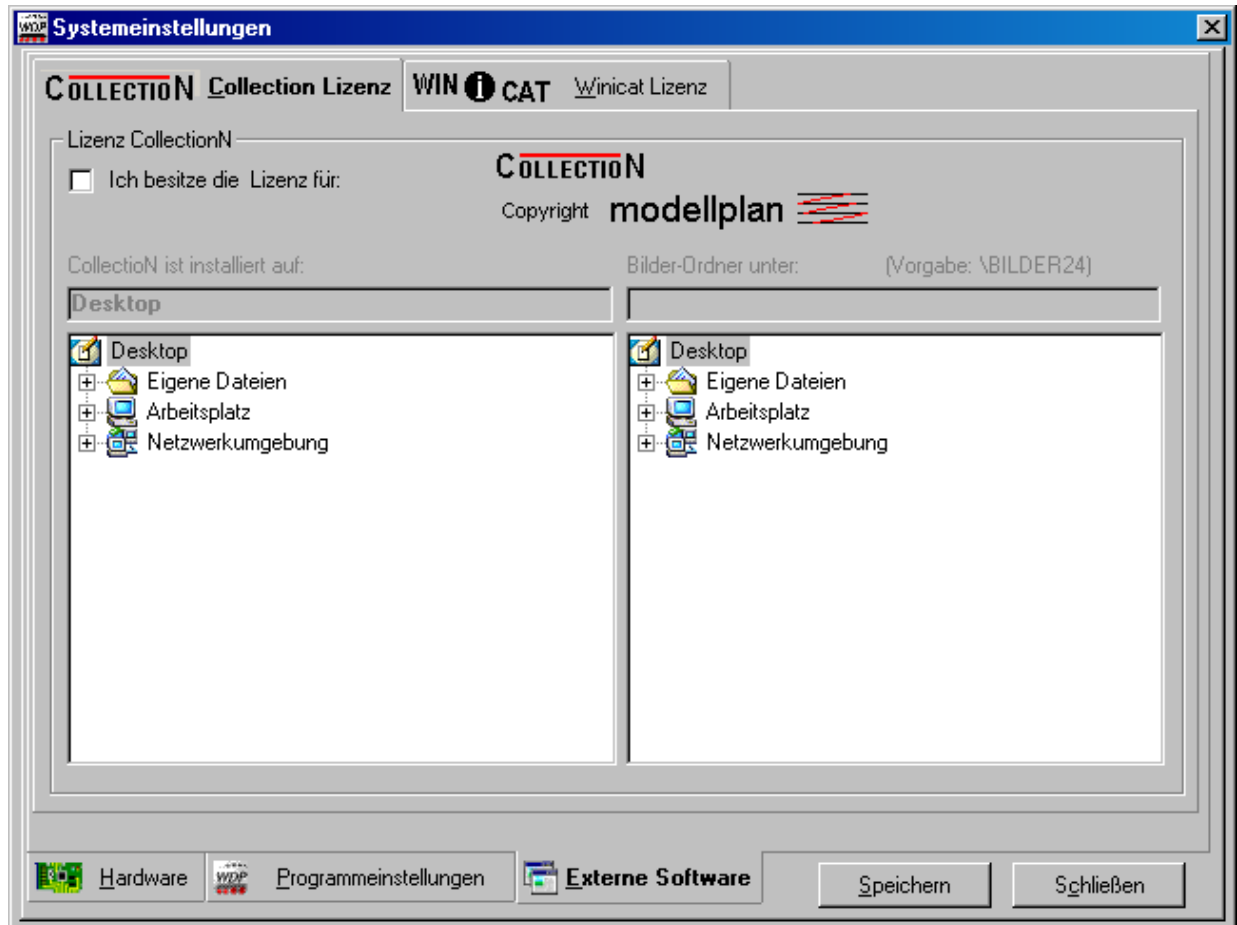 WDP Systemeinstellungen
COLLECTION Collection Lizenz WIN i CAT Winicat Lizenz
Lizenz CollectionN
Ich besitze die Lizenz für:
COLLECTION
Copyright modellplan
CollectioN ist installiert auf:
Bilder-Ordner unter: (Vorgabe: \BILDER24)
Desktop
Desktop
Eigene Dateien
Arbeitsplatz
Netzwerkumgebung
Desktop
Eigene Dateien
Arbeitsplatz
Netzwerkumgebung
Hardware WDP Programmeinstellungen Externe Software
Speichern Schließen